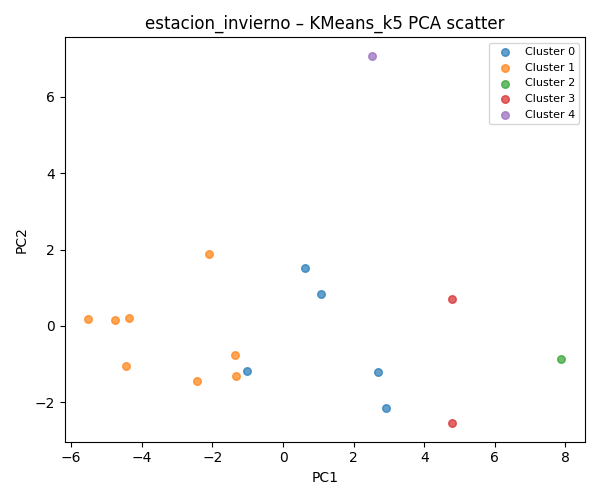 estacion_invierno – KMeans_k5 PCA scatter
Cluster 0
Cluster 1
Cluster 2
Cluster 3
Cluster 4
PC2
6
4
2
0
−2
−6 −4 −2 0 2 4 6 8
PC1